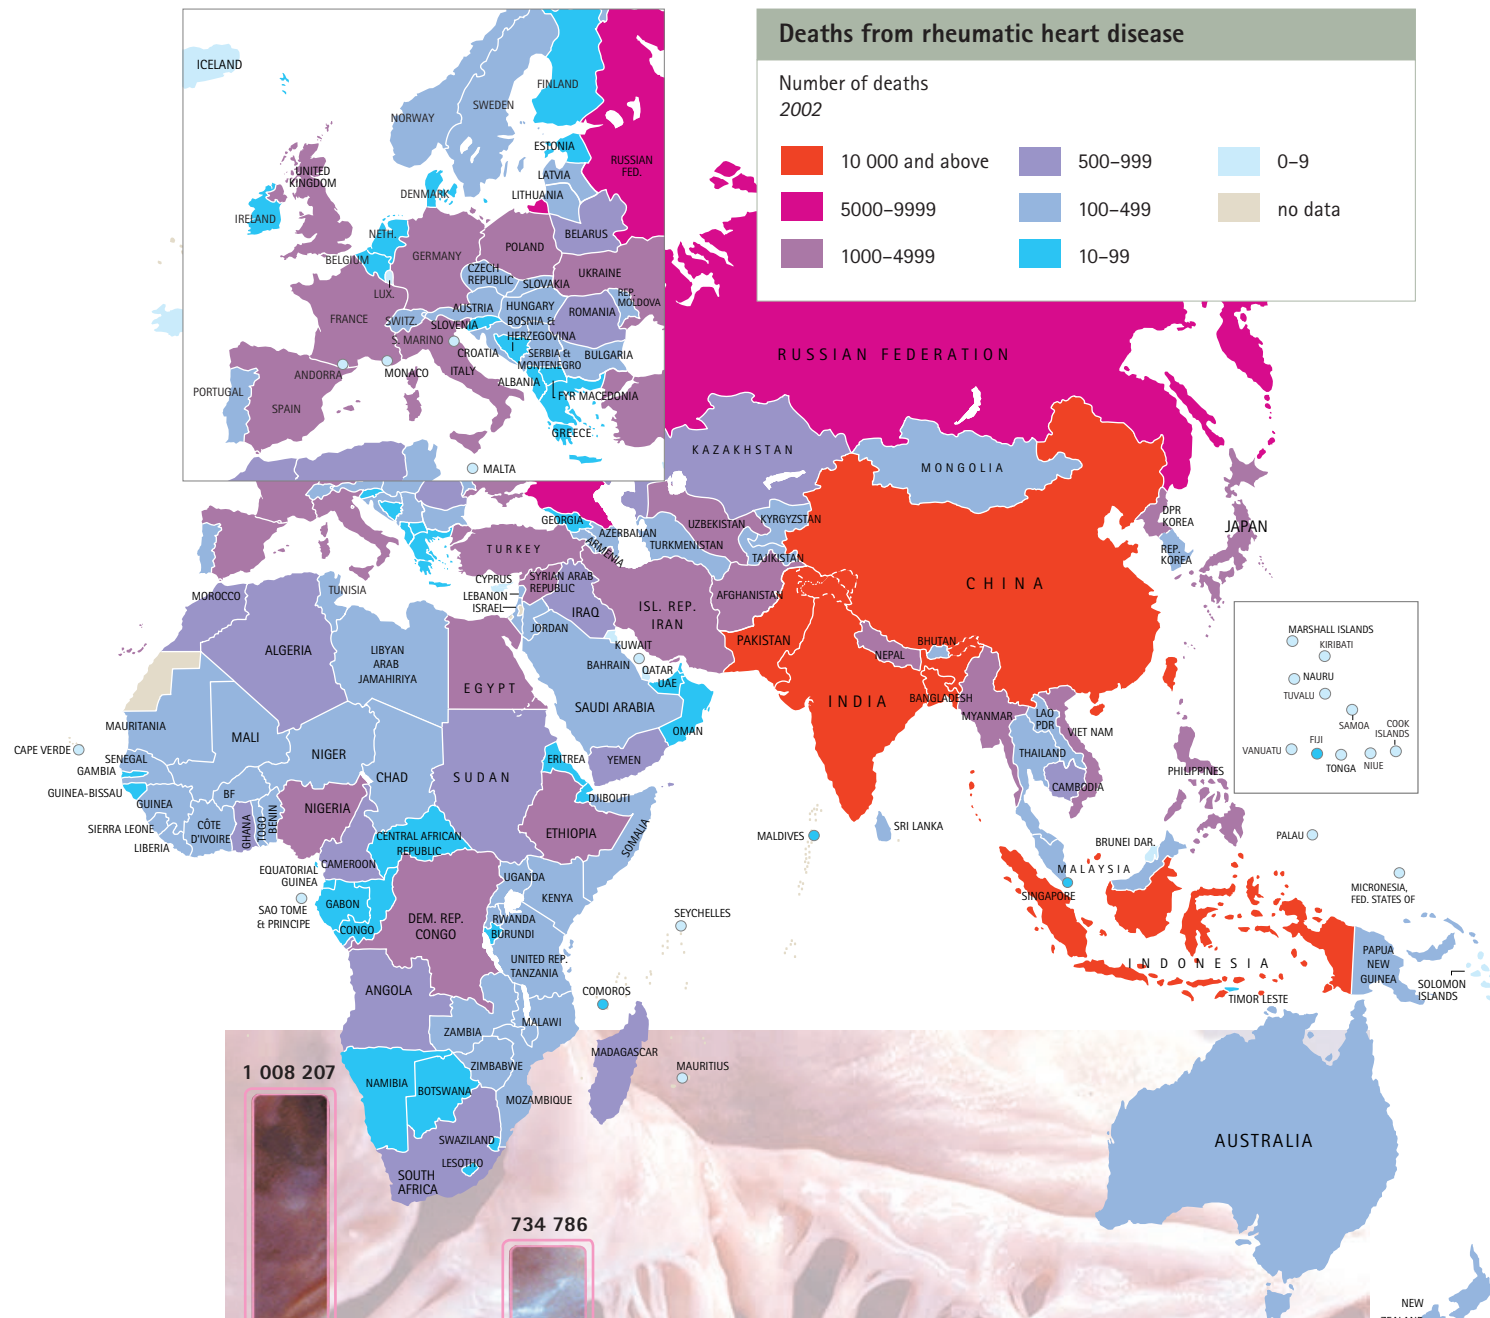 Deaths from rheumatic heart disease
Number of deaths
2002
10 000 and above
5000–9999
1000–4999
500–999
100–499
10–99
0–9
no data
ICELAND
NORWAY
SWEDEN
FINLAND
ESTONIA
LATVIA
LITHUANIA
RUSSIAN
FED.
UNITED
KINGDOM
IRELAND
DENMARK
NETH.
BELGIUM
LUX.
GERMANY
POLAND
BELARUS
UKRAINE
CZECH
REPUBLIC
SLOVAKIA
REP.
MOLDOVA
AUSTRIA
HUNGARY
ROMANIA
FRANCE
SWITZ.
SLOVENIA
BOSNIA &
HERZEGOVINA
S. MARINO
CROATIA
SERBIA &
MONTENEGRO
BULGARIA
ANDORRA
MONACO
ITALY
ALBANIA
FYR MACEDONIA
PORTUGAL
SPAIN
GREECE
MALTA
RUSSIAN FEDERATION
KAZAKHSTAN
MONGOLIA
GEORGIA
AZERBAIJAN
ARMENIA
UZBEKISTAN
KYRGYZSTAN
TURKMENISTAN
TAJIKISTAN
DPR
KOREA
REP.
KOREA
JAPAN
CHINA
TURKEY
CYPRUS
LEBANON
ISRAEL
SYRIAN ARAB
REPUBLIC
IRAQ
JORDAN
ISL. REP.
IRAN
AFGHANISTAN
PAKISTAN
KUWAIT
BAHRAIN
QATAR
UAE
SAUDI ARABIA
OMAN
YEMEN
NEPAL
BHUTAN
INDIA
BANGLADESH
MYANMAR
LAO
PDR
VIET NAM
THAILAND
CAMBODIA
PHILIPPINES
MOROCCO
TUNISIA
ALGERIA
LIBYAN
ARAB
JAMAHIRIYA
EGYPT
MAURITANIA
MALI
NIGER
CHAD
SUDAN
ERITREA
DJIBOUTI
CAPE VERDE
SENEGAL
GAMBIA
GUINEA-BISSAU
GUINEA
SIERRA LEONE
LIBERIA
CÔTE
D'IVOIRE
BF
GHANA
TOGO
BENIN
NIGERIA
CAMEROON
CENTRAL AFRICAN
REPUBLIC
ETHIOPIA
SOMALIA
EQUATORIAL
GUINEA
SAO TOME
& PRINCIPE
GABON
CONGO
DEM. REP.
CONGO
UGANDA
KENYA
RWANDA
BURUNDI
UNITED REP.
TANZANIA
ANGOLA
ZAMBIA
MALAWI
COMOROS
SEYCHELLES
MALDIVES
SRI LANKA
NAMIBIA
BOTSWANA
ZIMBABWE
MOZAMBIQUE
MADAGASCAR
MAURITIUS
SWAZILAND
LESOTHO
SOUTH
AFRICA
BRUNEI DAR.
MALAYSIA
SINGAPORE
INDONESIA
TIMOR LESTE
PAPUA
NEW
GUINEA
SOLOMON
ISLANDS
PALAU
MICRONESIA,
FED. STATES OF
MARSHALL ISLANDS
KIRIBATI
NAURU
TUVALU
SAMOA
COOK
ISLANDS
VANUATU
FIJI
TONGA
NIUE
AUSTRALIA
NEW
1 008 207
734 786